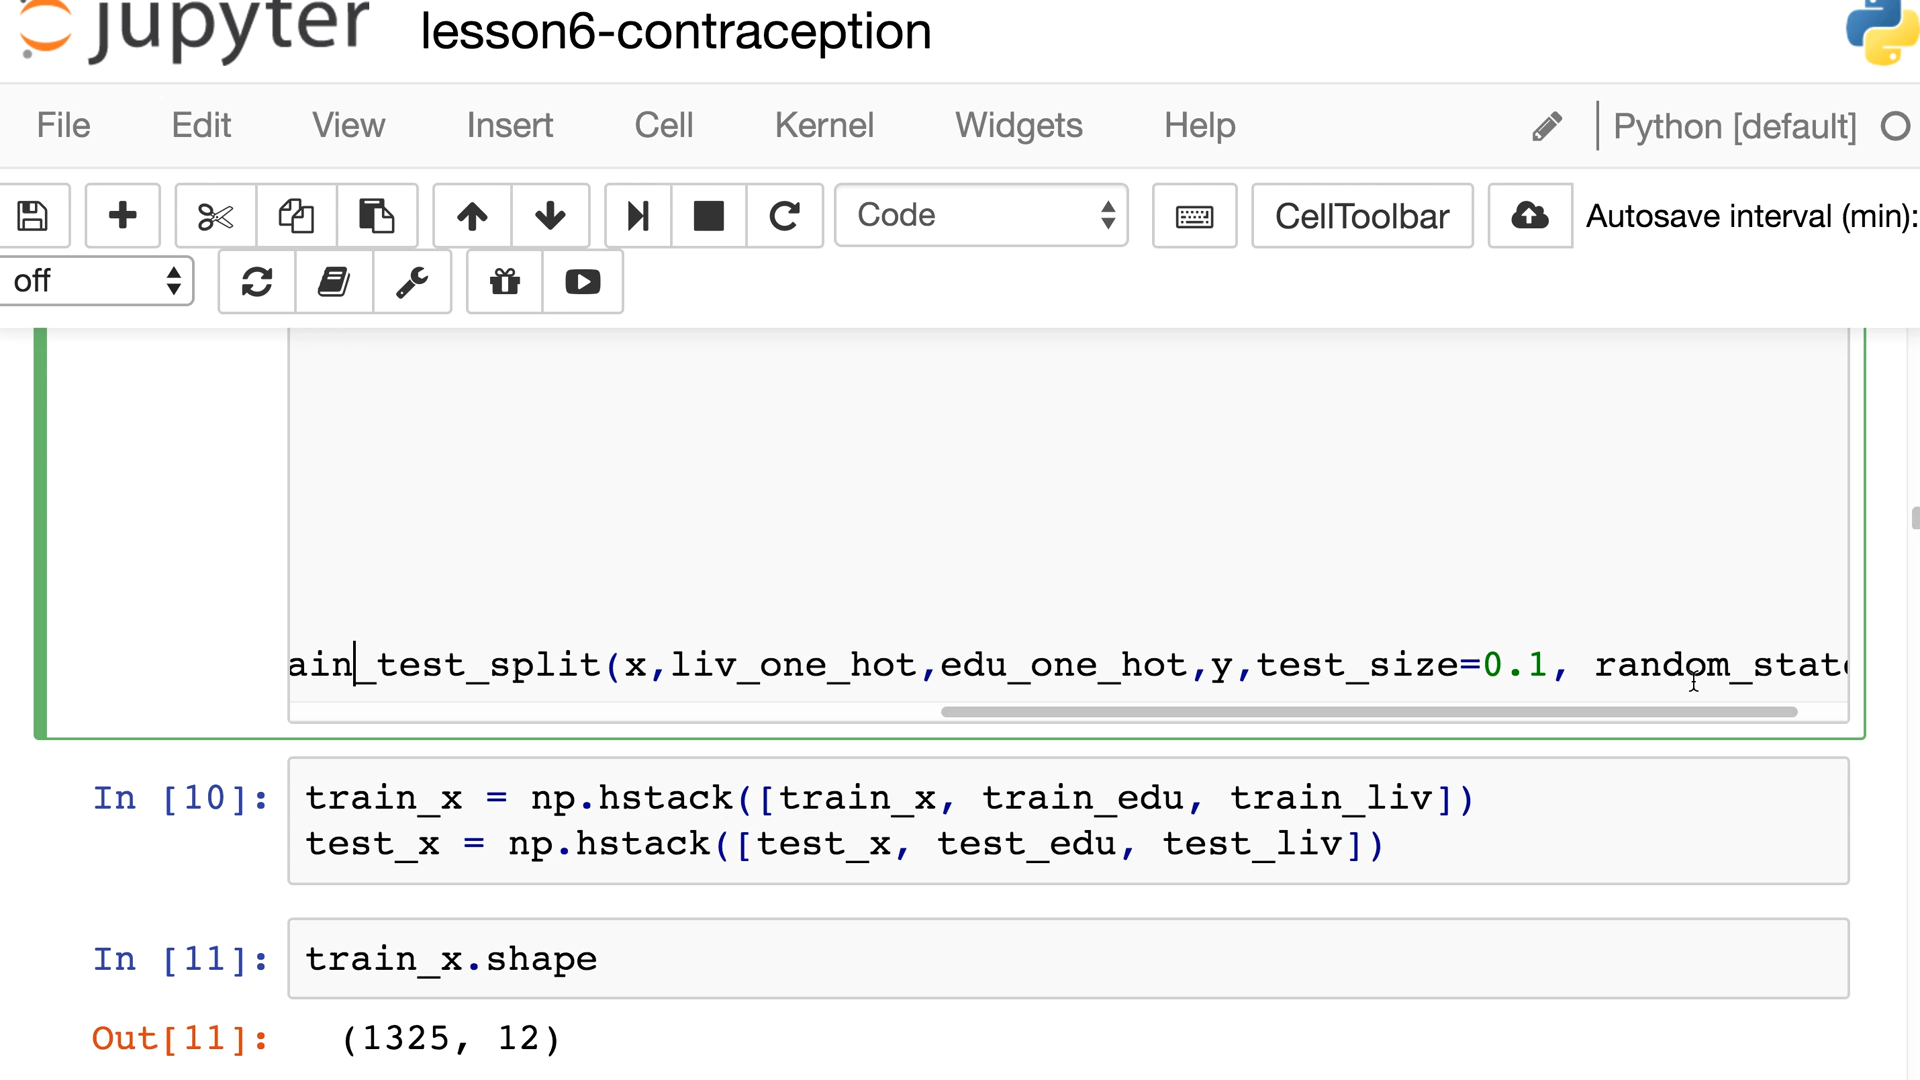 jupyter lesson6-contraception
File Edit View Insert Cell Kernel Widgets Help Python [default]
Code CellToolbar Autosave interval (min):
off
ain_test_split(x,liv_one_hot,edu_one_hot,y,test_size=0.1, random_stat
In [10]: train_x = np.hstack([train_x, train_edu, train_liv])
test_x = np.hstack([test_x, test_edu, test_liv])
In [11]: train_x.shape
Out[11]: (1325, 12)